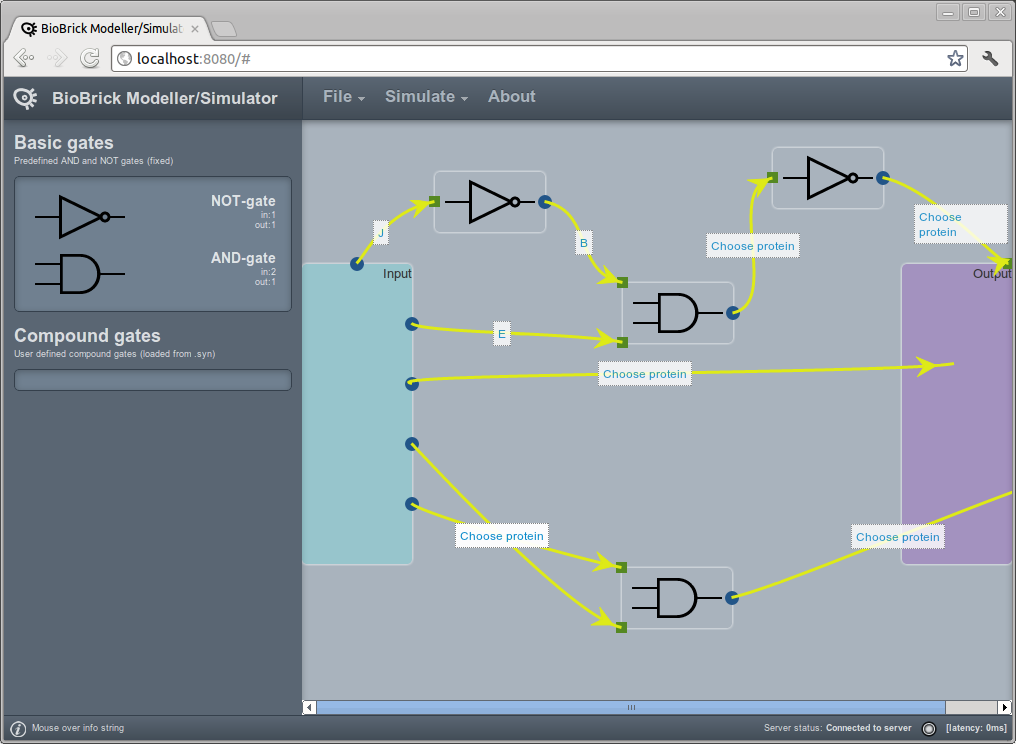 BioBrick Modeller/Simulat
localhost:8080/#
BioBrick Modeller/Simulator
File
Simulate
About
Basic gates
Predefined AND and NOT gates (fixed)
NOT-gate
in:1
out:1
AND-gate
in:2
out:1
Compound gates
User defined compound gates (loaded from .syn)
J
B
Choose protein
Choose
protein
Input
Output
E
Choose protein
Choose protein
Choose protein
Mouse over info string
Server status: Connected to server
[latency: 0ms]